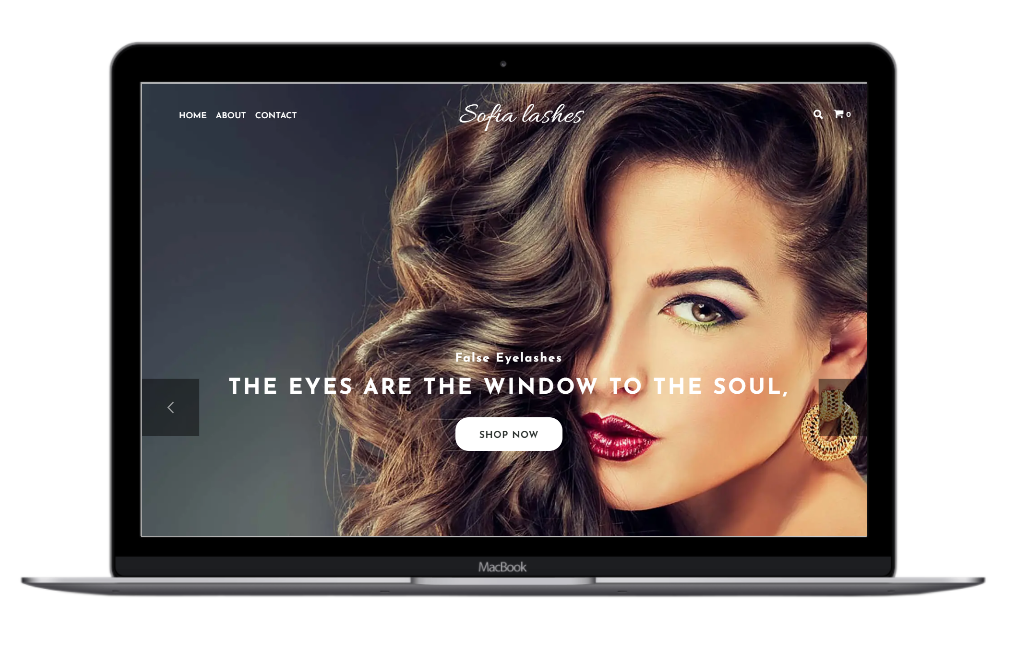 HOME ABOUT CONTACT
Sofia lashes
0
False Eyelashes
THE EYES ARE THE WINDOW TO THE SOUL,
SHOP NOW
MacBook